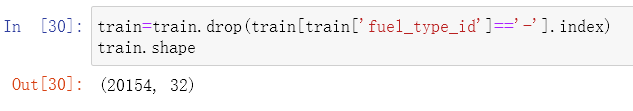 In [30]: train=train.drop(train[train['fuel_type_id']=='-'].index)
train.shape
Out[30]: (20154, 32)